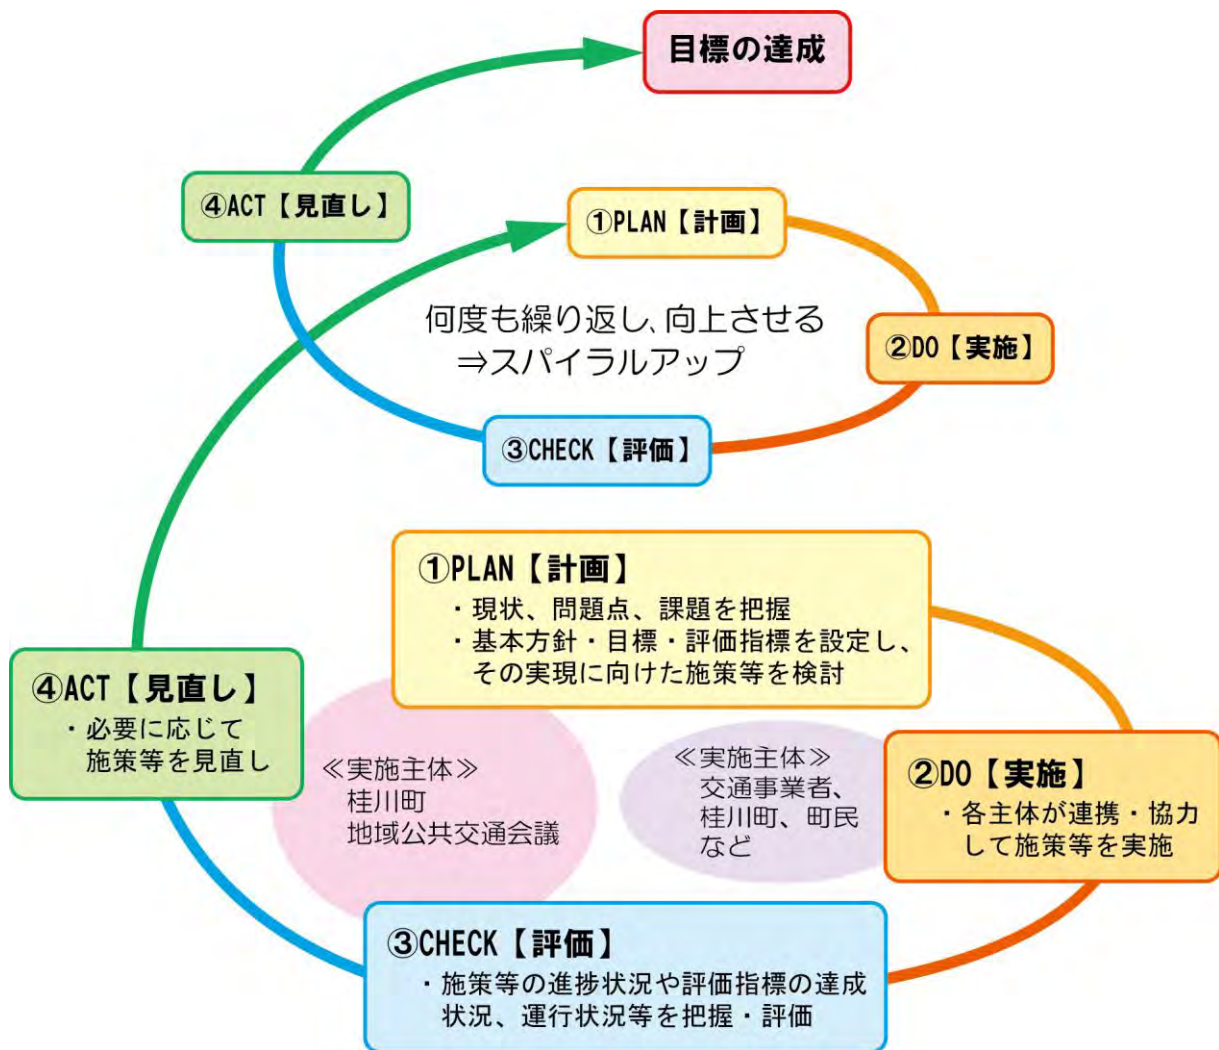 目標の達成
④ACT【見直し】
①PLAN【計画】
何度も繰り返し、向上させる
⇒スパイラルアップ
②DO【実施】
③CHECK【評価】
①PLAN【計画】
・現状、問題点、課題を把握
・基本方針・目標・評価指標を設定し、
その実現に向けた施策等を検討
④ACT【見直し】
・必要に応じて
施策等を見直し
≪実施主体≫
桂川町
地域公共交通会議
≪実施主体≫
交通事業者、
桂川町、町民
など
②DO【実施】
・各主体が連携・協力
して施策等を実施
③CHECK【評価】
・施策等の進捗状況や評価指標の達成
状況、運行状況等を把握・評価